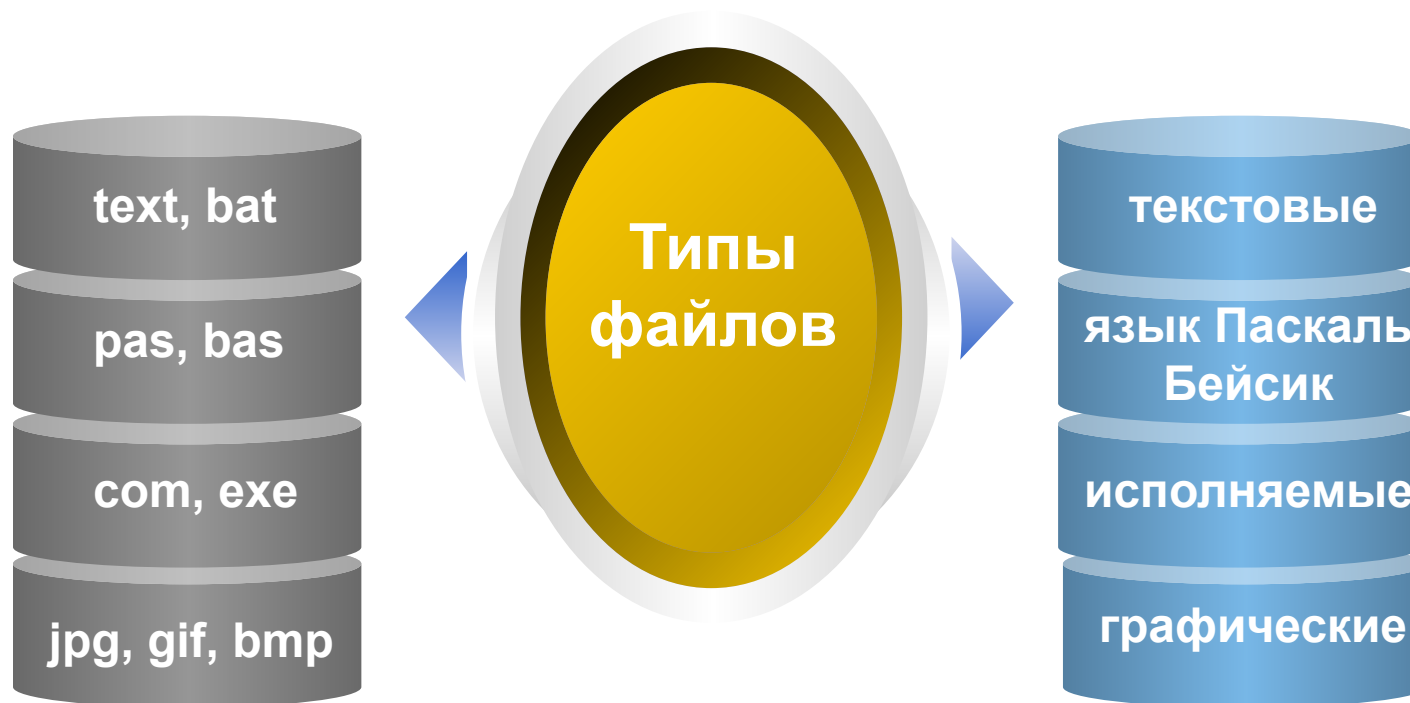 text, bat
pas, bas
com, exe
jpg, gif, bmp
Типы
файлов
текстовые
язык Паскаль
Бейсик
исполняемые
графические